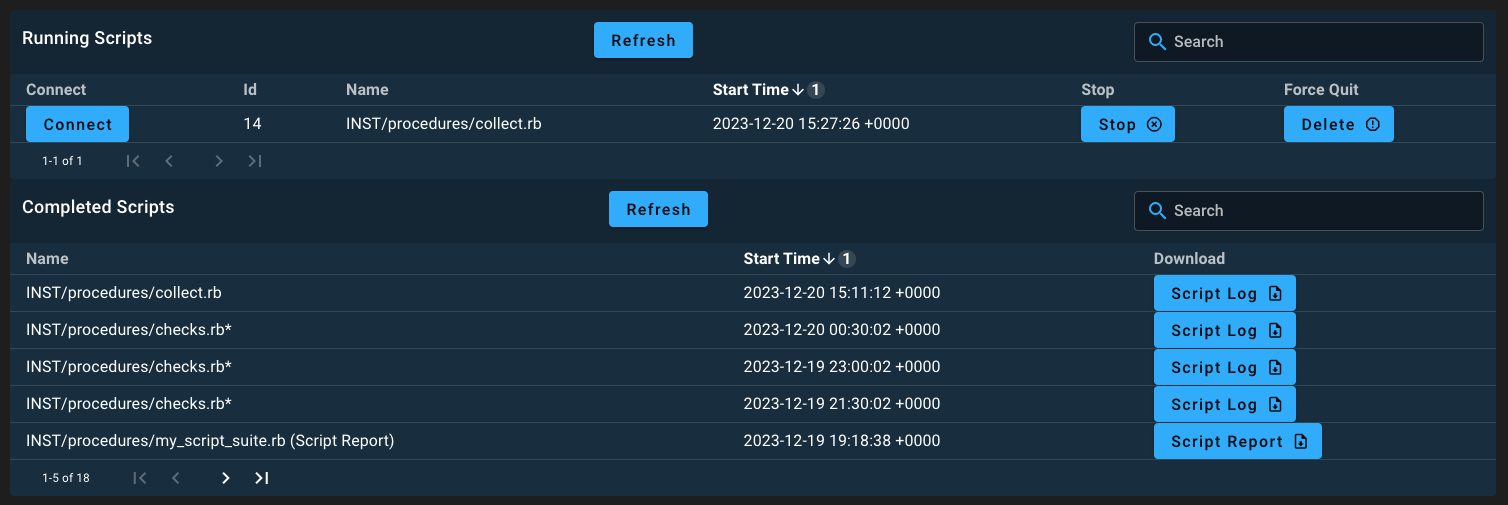 Running Scripts Refresh Search
Connect Id Name Start Time 1 Stop Force Quit
Connect 14 INST/procedures/collect.rb 2023-12-20 15:27:26 +0000 Stop Delete
1-1 of 1
Completed Scripts Refresh Search
Name Start Time 1 Download
INST/procedures/collect.rb 2023-12-20 15:11:12 +0000 Script Log
INST/procedures/checks.rb* 2023-12-20 00:30:02 +0000 Script Log
INST/procedures/checks.rb* 2023-12-19 23:00:02 +0000 Script Log
INST/procedures/checks.rb* 2023-12-19 21:30:02 +0000 Script Log
INST/procedures/my_script_suite.rb (Script Report) 2023-12-19 19:18:38 +0000 Script Report
1-5 of 18